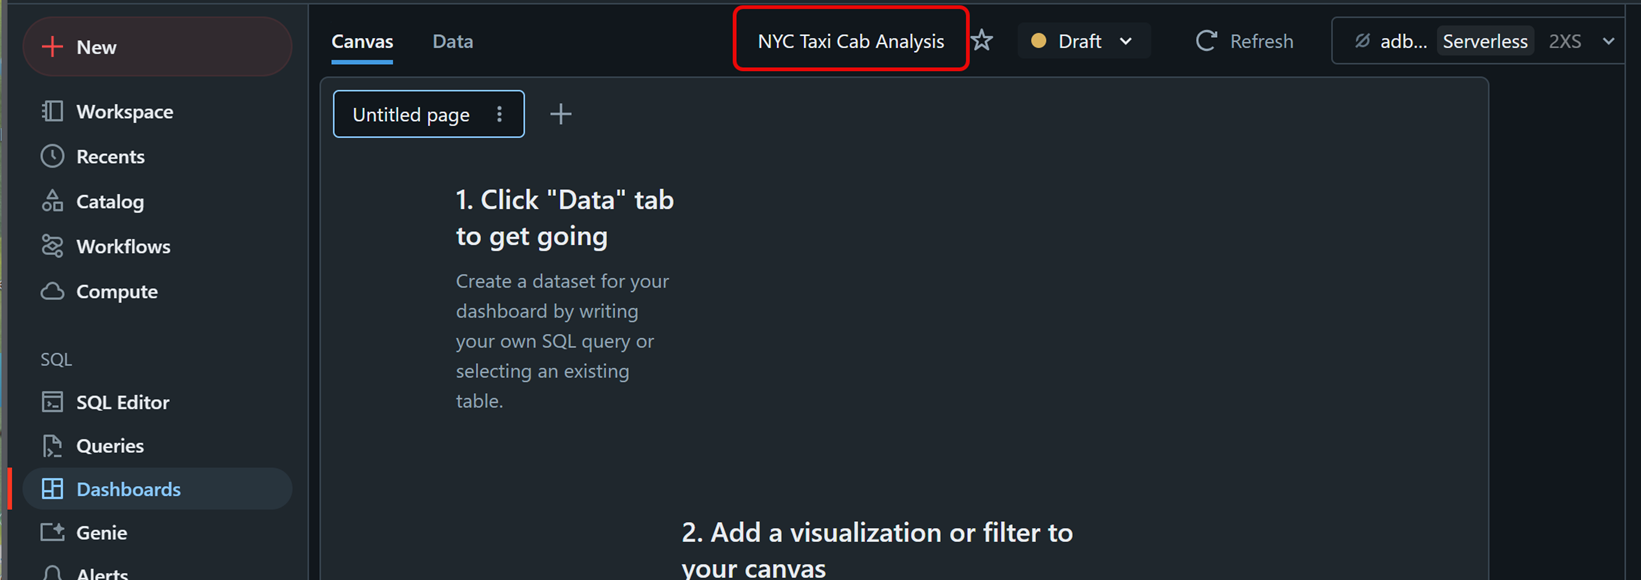 New
Workspace
Recents
Catalog
Workflows
Compute
SQL
SQL Editor
Queries
Dashboards
Genie
Alerts
Canvas Data NYC Taxi Cab Analysis Draft Refresh adb... Serverless 2XS
Untitled page
1. Click "Data" tab
to get going
Create a dataset for your
dashboard by writing
your own SQL query or
selecting an existing
table.
2. Add a visualization or filter to
your canvas